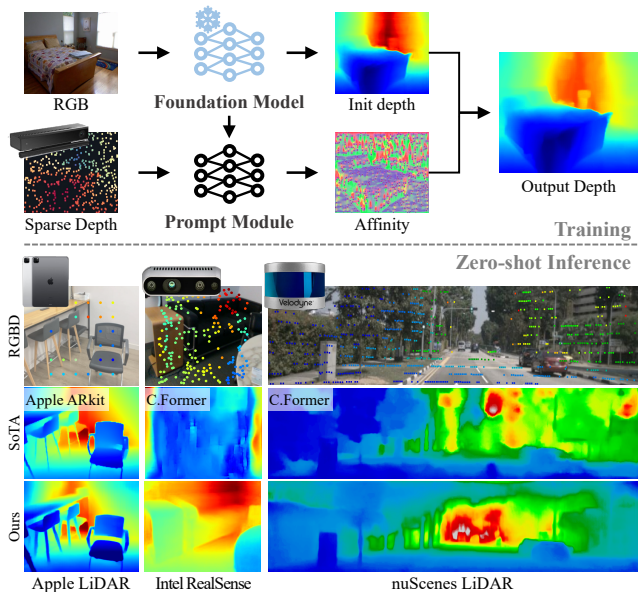 RGB
Foundation Model
Init depth
Sparse Depth
Prompt Module
Affinity
Output Depth
Training
Zero-shot Inference
Velodyne
RGBD
Apple ARkit
C.Former
C.Former
SoTA
Ours
Apple LiDAR
Intel RealSense
nuScenes LiDAR